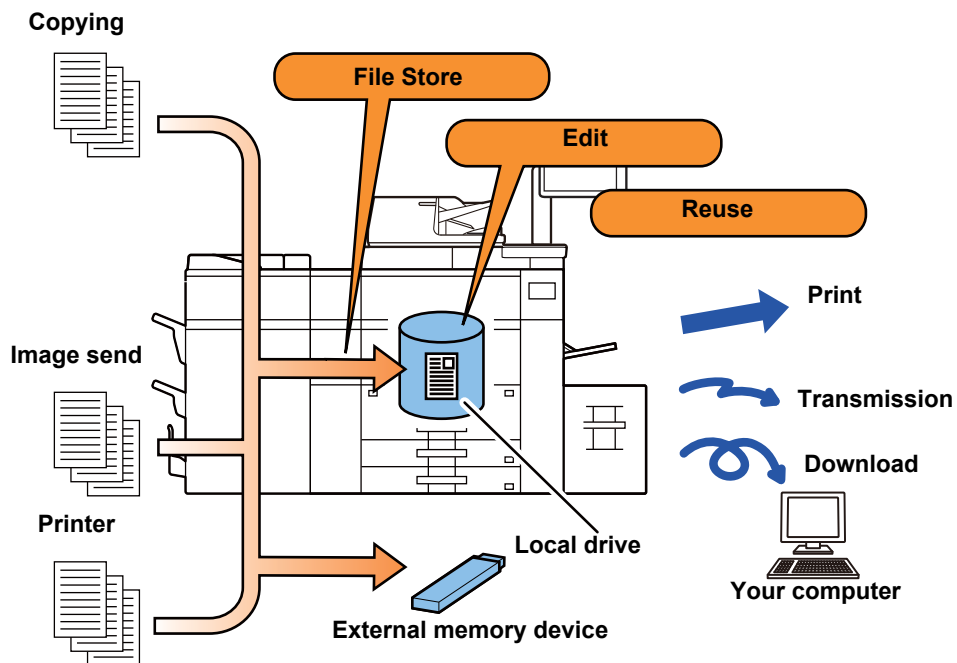 Copying
File Store
Edit
Reuse
Print
Image send
Transmission
Download
Printer
Local drive
Your computer
External memory device